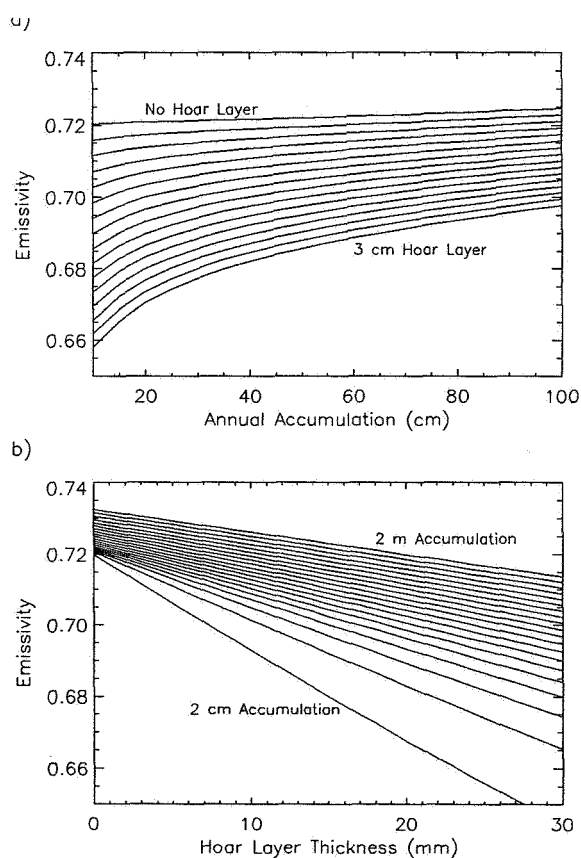 a)
0.74
No Hoar Layer
0.72
0.70
Emissivity
3 cm Hoar Layer
0.68
0.66
20 40 60 80 100
Annual Accumulation (cm)
b)
0.74
2 m Accumulation
0.72
0.70
Emissivity
0.68
2 cm Accumulation
0.66
0 10 20 30
Hoar Layer Thickness (mm)